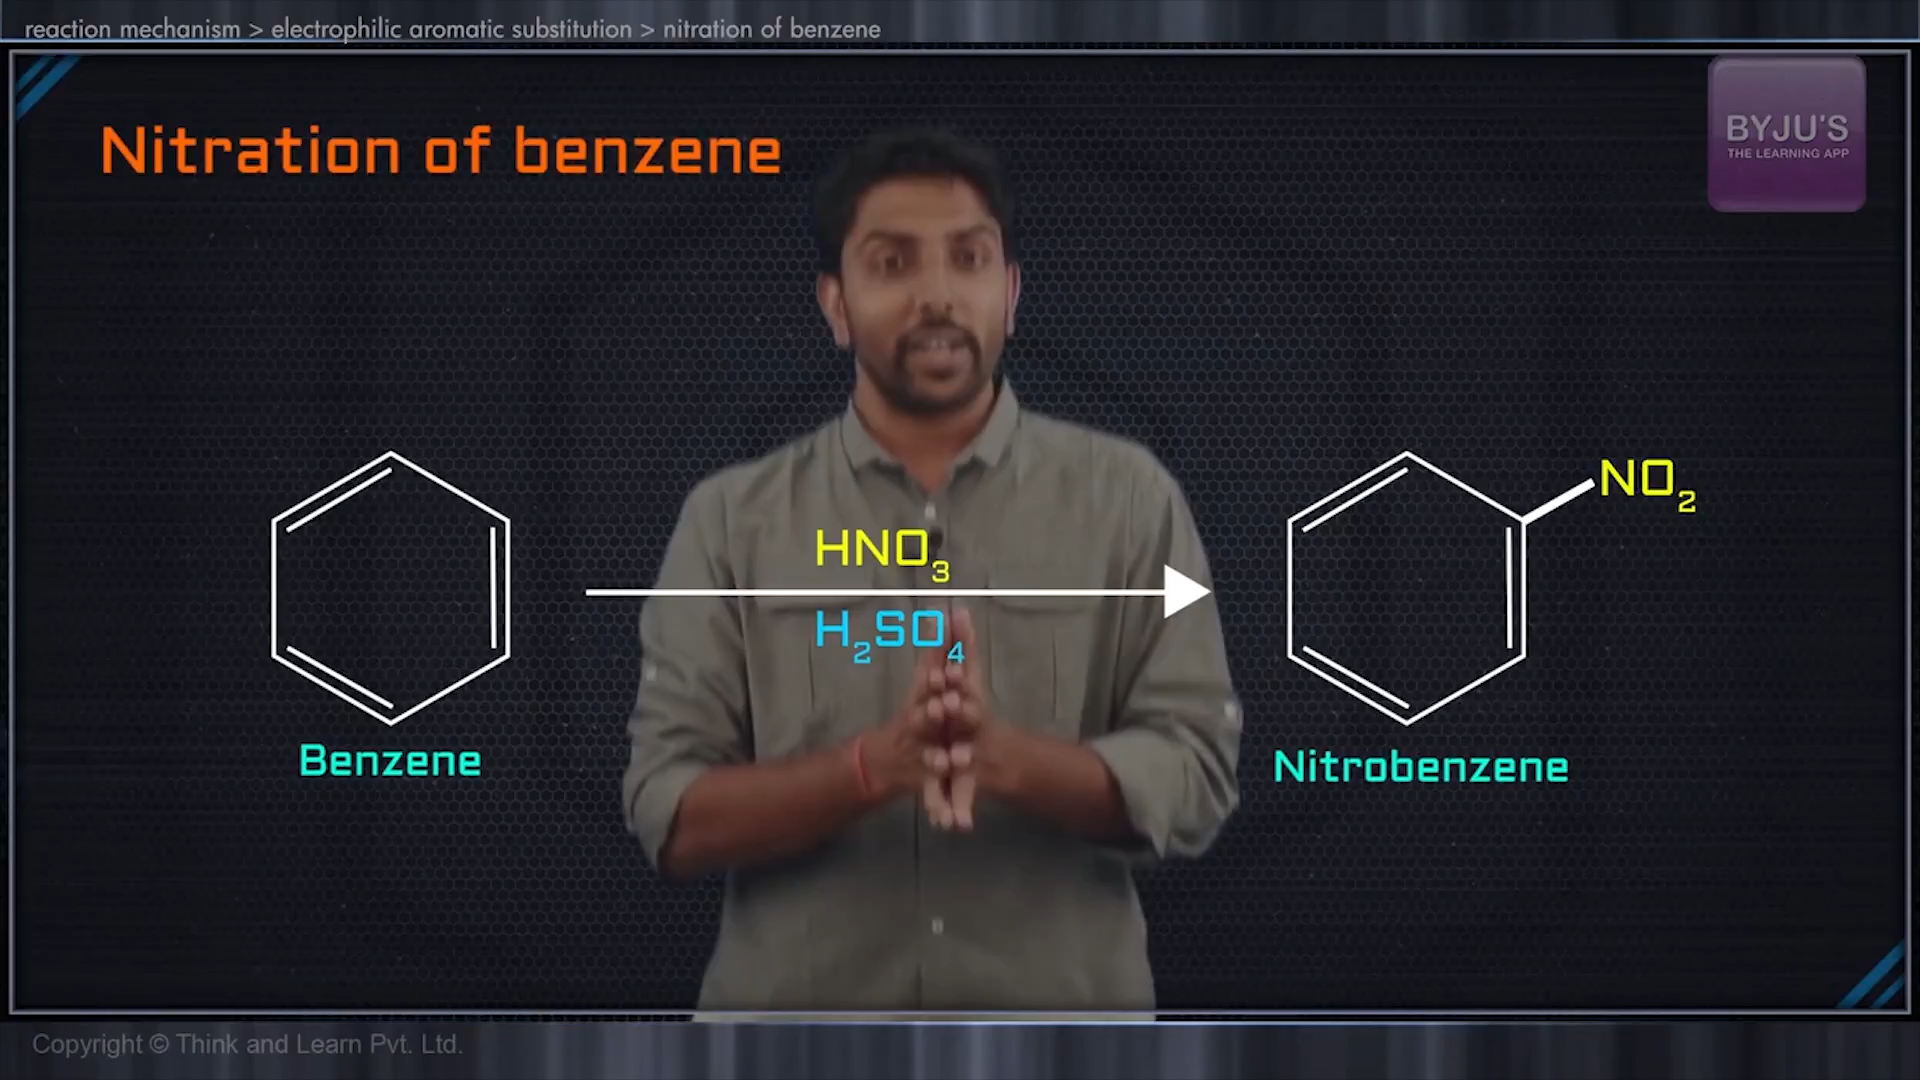 reaction mechanism > electrophilic aromatic substitution > nitration of benzene
BYJU'S
THE LEARNING APP
Nitration of benzene
NO2
HNO3
H2SO4
Benzene
Nitrobenzene
Copyright © Think and Learn Pvt. Ltd.